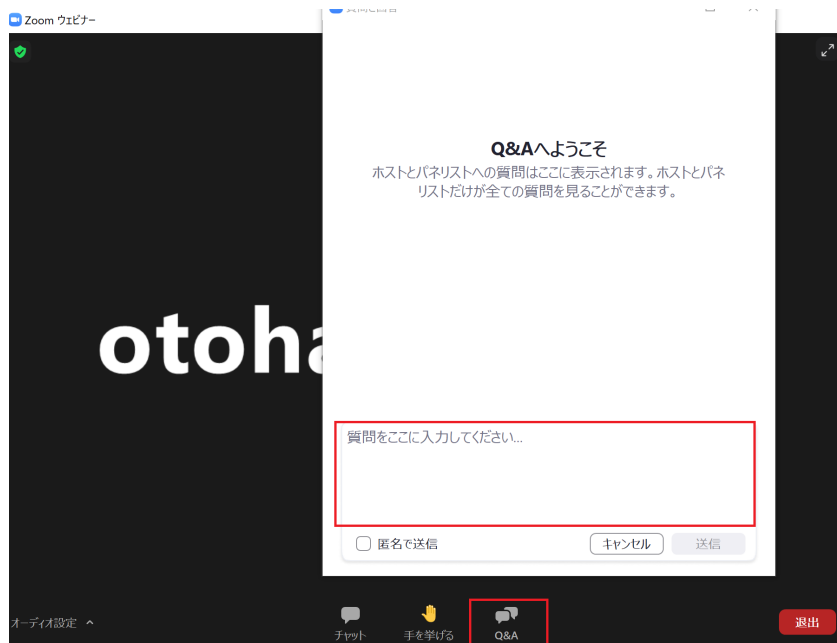 Zoom ウェビナー
Q&Aへようこそ
ホストとパネリストへの質問はここに表示されます。ホストとパネ
リストだけが全ての質問を見ることができます。
otoha
質問をここに入力してください...
匿名で送信
キャンセル
送信
オーディオ設定
チャット
手を挙げる
Q&A
退出